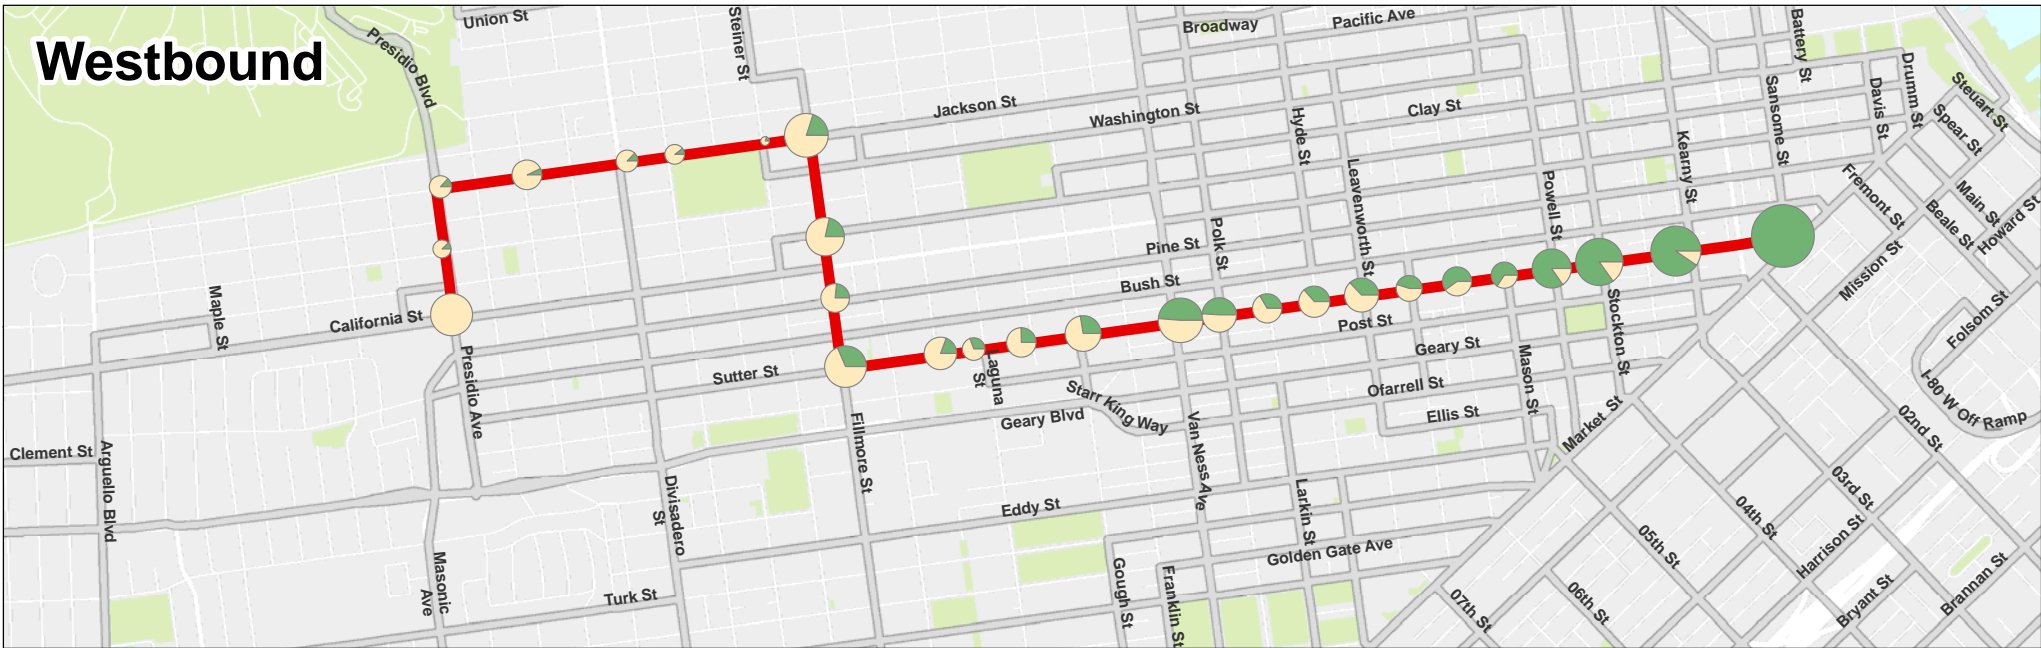 Westbound
Union St
Presidio Blvd
Steiner St
Broadway
Pacific Ave
Battery St
Jackson St
Washington St
Clay St
Hyde St
Leavenworth St
Kearny St
Sansome St
Davis St
Drumm St
Steuart St
Spear St
Fremont St
Main St
Beale St
Howard St
Mission St
Powell St
Polk St
Pine St
Bush St
Maple St
California St
Presidio Ave
Sutter St
Laguna
St
Post St
Geary St
Stockton St
Mason St
Ofarrell St
Ellis St
Market St
Folsom St
I-80 W Off Ramp
Starr King Way
Geary Blvd
Fillmore St
Van Ness Ave
Clement St
Arguello Blvd
Divisadero
St
Eddy St
Larkin St
Golden Gate Ave
Gough St
Franklin St
Masonic
Ave
Turk St
02nd St
03rd St
04th St
05th St
06th St
07th St
Harrison St
Bryant St
Brannan St